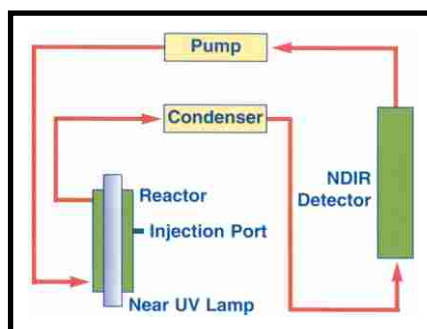 Pump
Condenser
NDIR
Detector
Reactor
Injection Port
Near UV Lamp